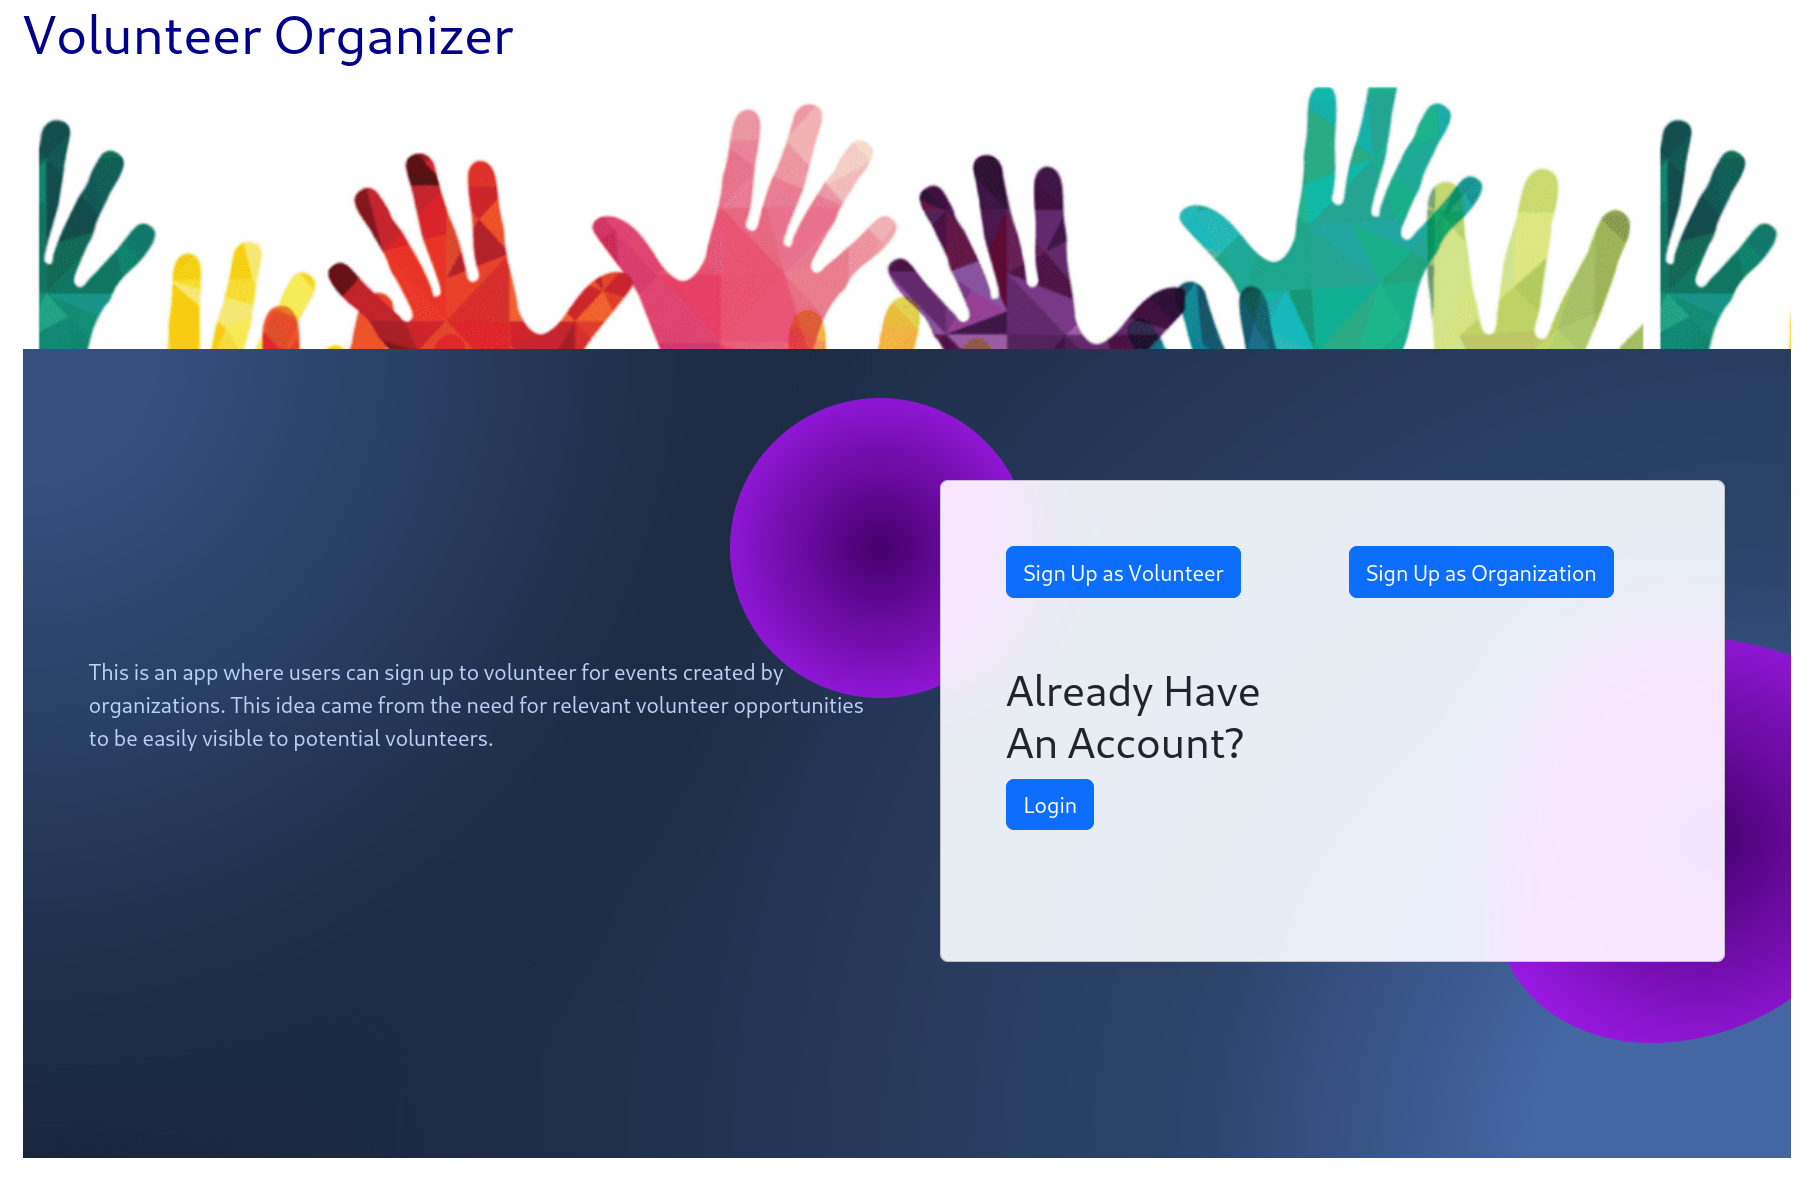 Volunteer Organizer
This is an app where users can sign up to volunteer for events created by
organizations. This idea came from the need for relevant volunteer opportunities
to be easily visible to potential volunteers.
Sign Up as Volunteer
Sign Up as Organization
Already Have
An Account?
Login